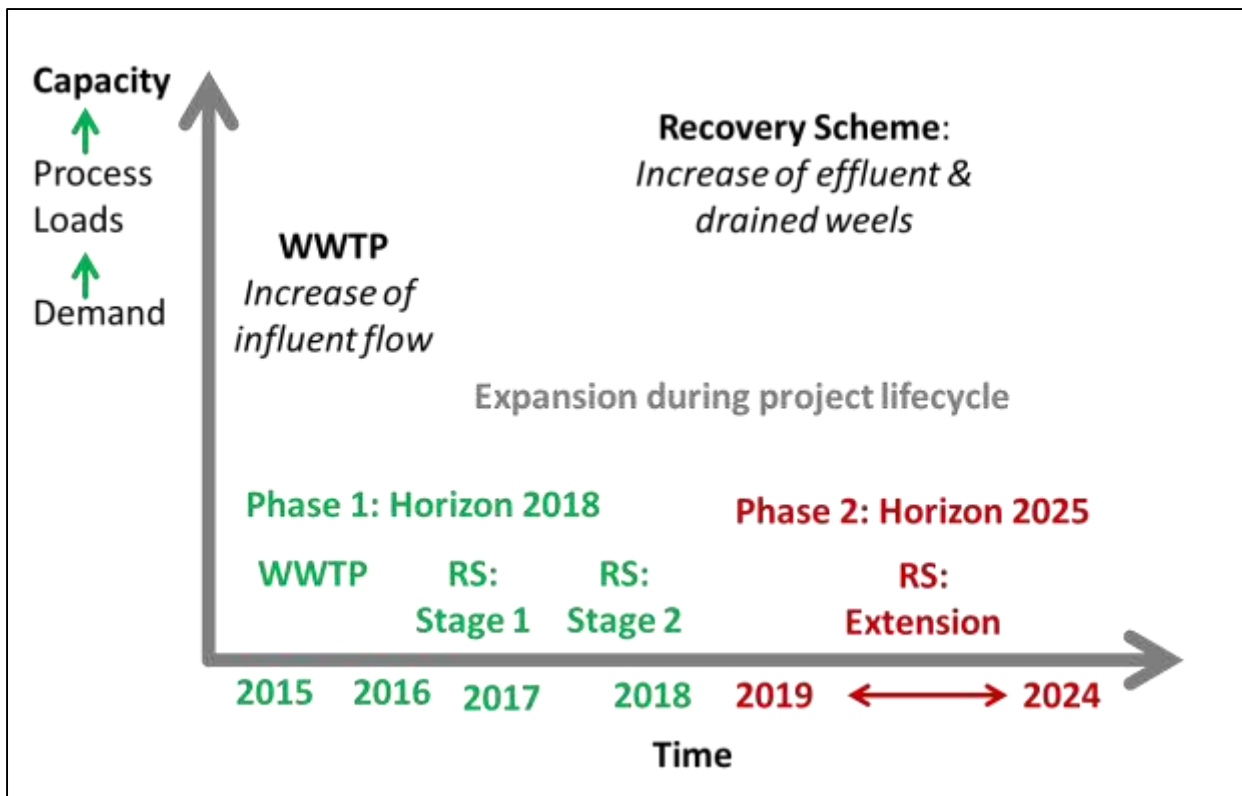 Capacity
Process
Loads
Demand
WWTP
Increase of
influent flow
Recovery Scheme:
Increase of effluent &
drained weels
Expansion during project lifecycle
Phase 1: Horizon 2018
Phase 2: Horizon 2025
WWTP
RS:
Stage 1
RS:
Stage 2
RS:
Extension
2015
2016
2017
2018
2019
2024
Time